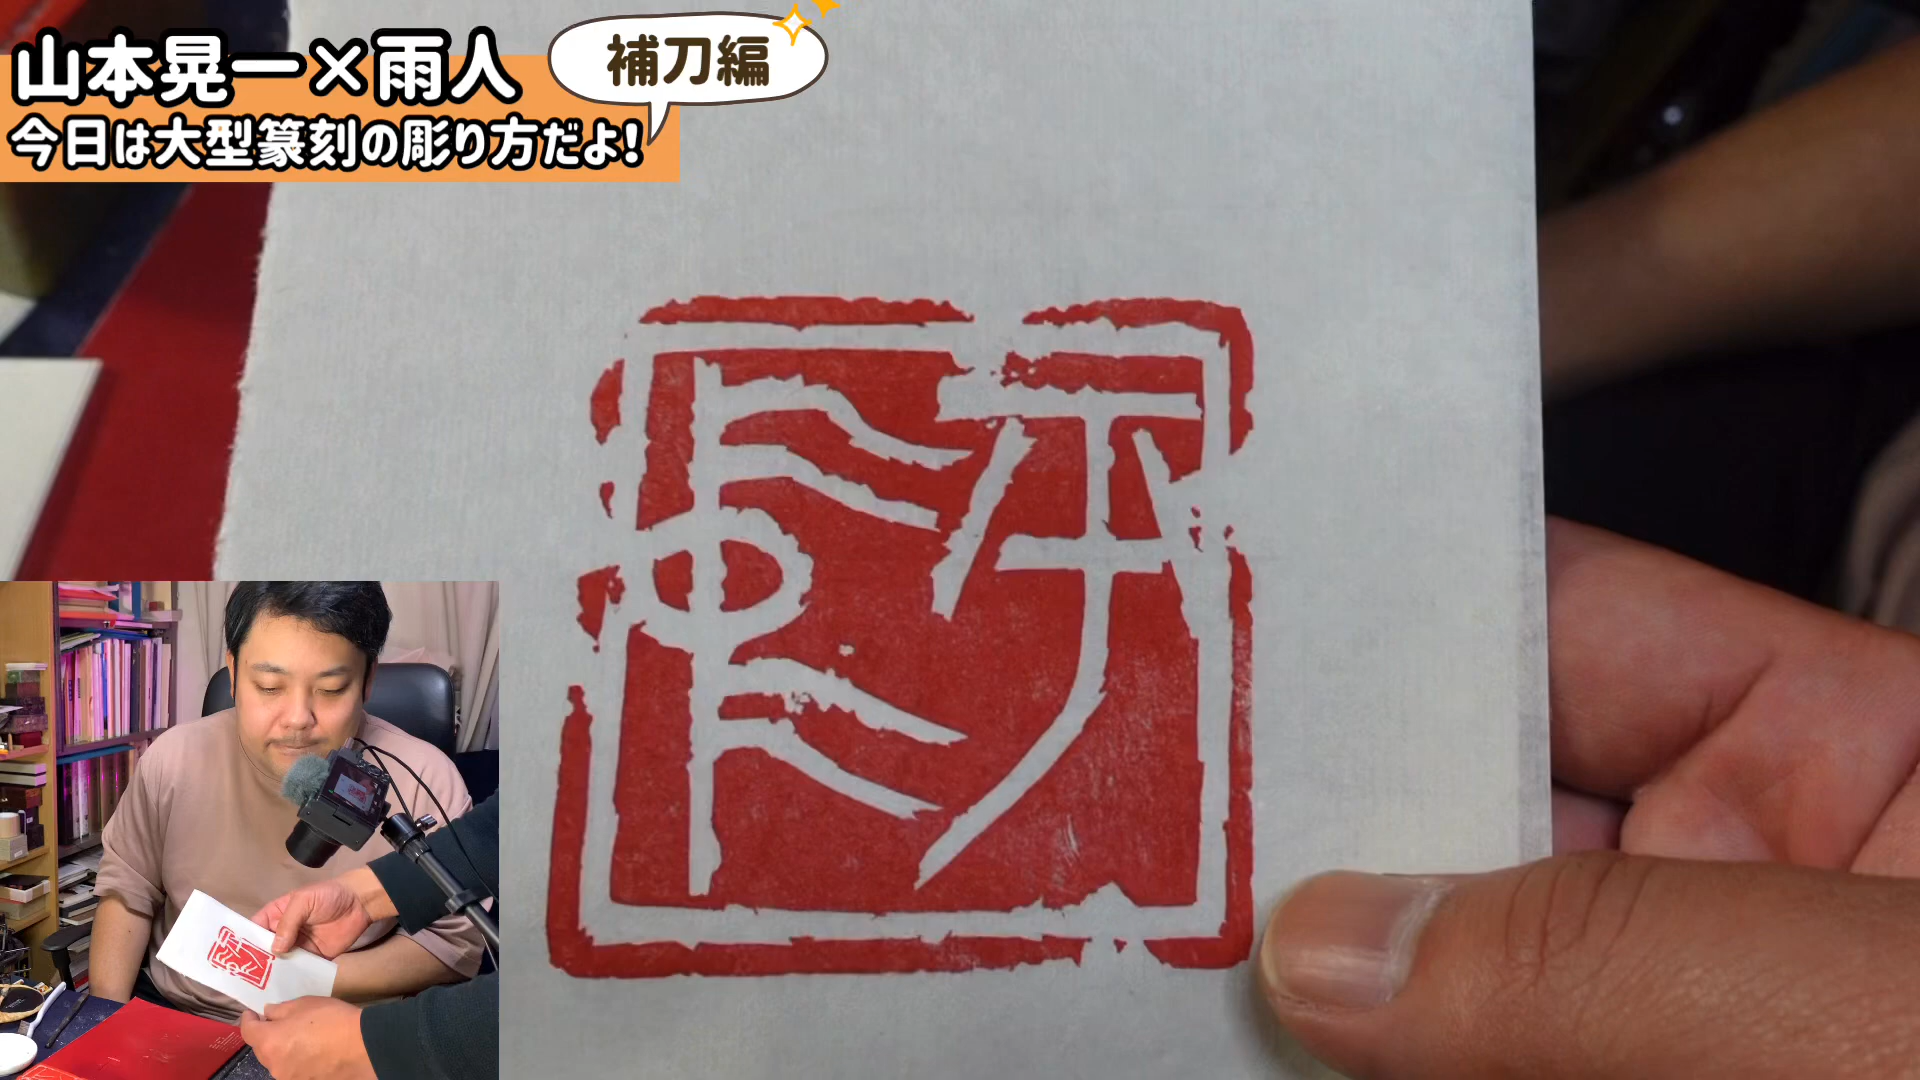 山本晃一×雨人
補刀編
今日は大型篆刻の彫り方だよ!